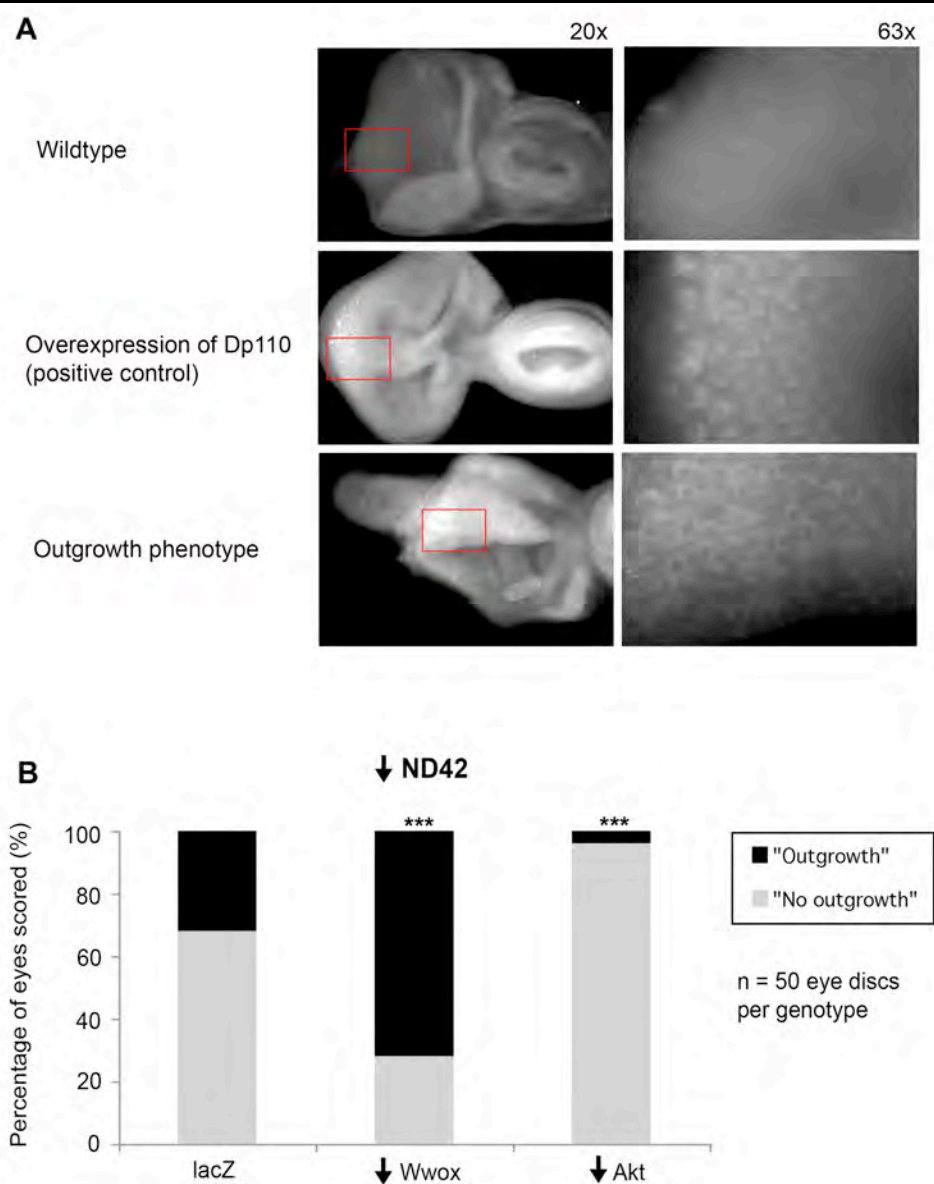 A
20x 63x
Wildtype
Overexpression of Dp110
(positive control)
Outgrowth phenotype
B
↓ ND42
Percentage of eyes scored (%)
100
80
60
40
20
0
*** ***
lacZ ↓ Wwox ↓ Akt
"Outgrowth"
"No outgrowth"
n = 50 eye discs
per genotype